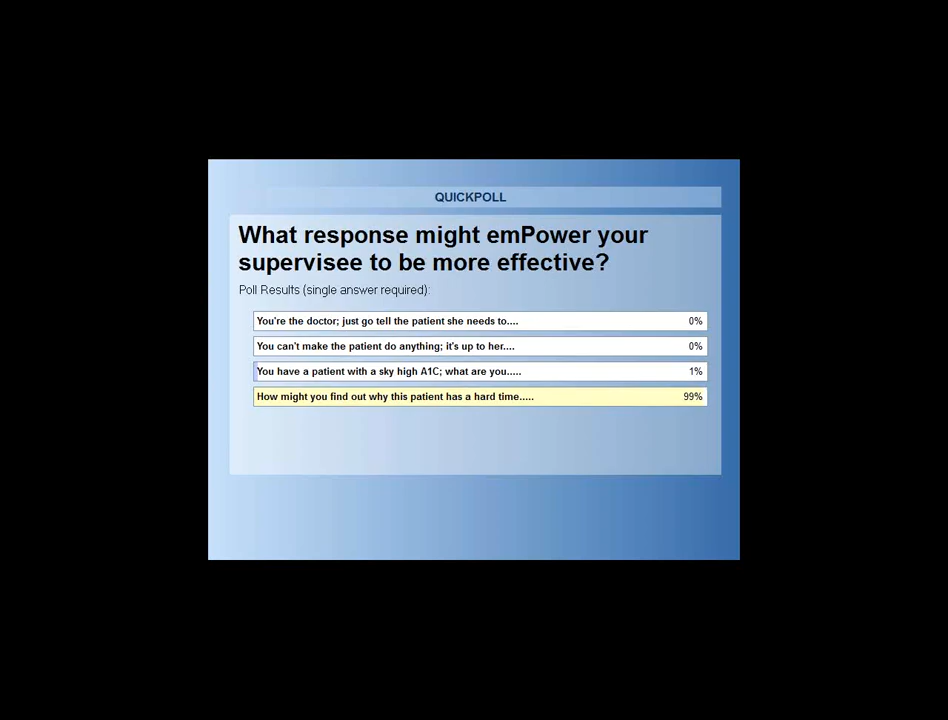 QUICKPOLL
What response might emPower your
supervisee to be more effective?
Poll Results (single answer required):
You're the doctor; just go tell the patient she needs to.... 0%
You can't make the patient do anything; it's up to her.... 0%
You have a patient with a sky high A1C; what are you..... 1%
How might you find out why this patient has a hard time..... 99%